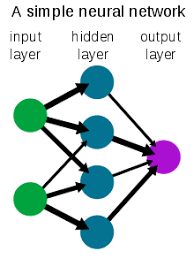 A simple neural network
input hidden output
layer layer layer